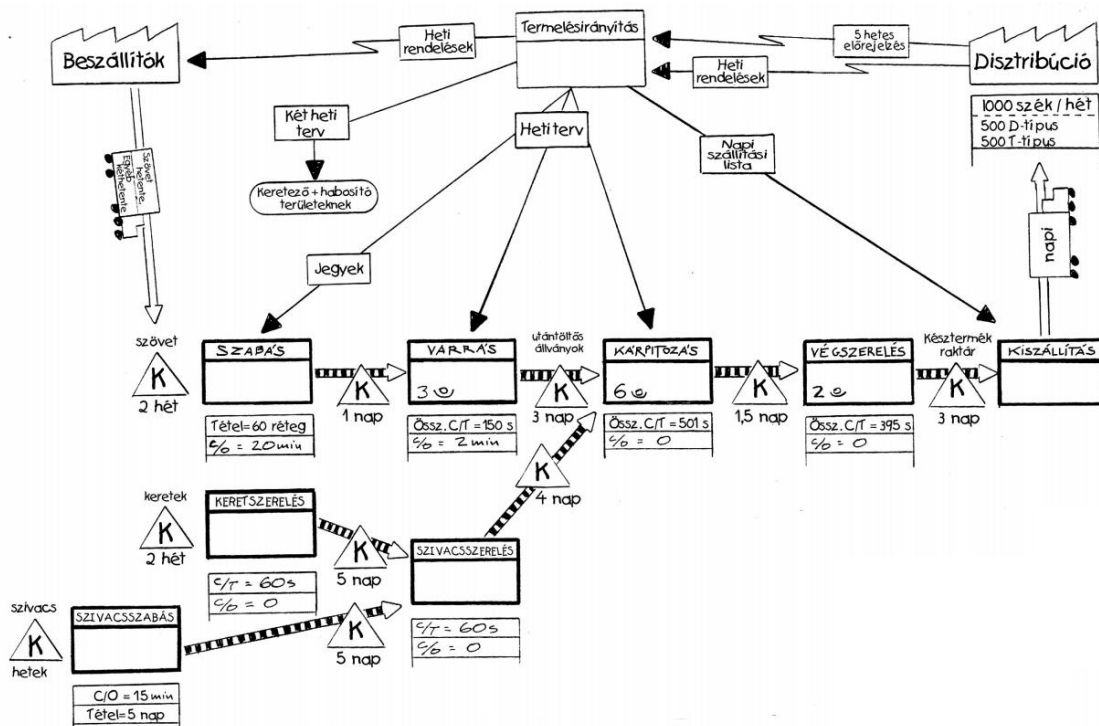 Beszállítók
Heti
rendelések
Termelésirányítás
5 hetes
előrejelzés
Heti
rendelések
Disztribúció
1000 szék / hét
500 D-típus
500 T-típus
Két heti
terv
Heti terv
Napi
szállítási
lista
Keretező + habosító
területeknek
Szövet
hetente
Egyéb
kéthetente
napi
Jegyek
szövet
K
2 hét
SZABÁS
Tétel=60 réteg
C/O = 20 min
K
1 nap
VARRÁS
3
Össz. C/T = 150 s
C/O = 2 min
utántöltős
állványok
K
3 nap
KÁRPITOZÁS
6
Össz. C/T = 501 s
C/O = 0
K
1,5 nap
VÉGSZERELÉS
2
Össz. C/T = 395 s
C/O = 0
Késztermék
raktár
K
3 nap
KISZÁLLÍTÁS
K
4 nap
keretek
K
2 hét
KERETSZERELÉS
C/T = 60s
C/O = 0
K
5 nap
SZIVACSSZERELÉS
C/T = 60s
C/O = 0
szivacs
K
hetek
SZIVACSSZABÁS
C/O = 15 min
Tétel=5 nap
K
5 nap